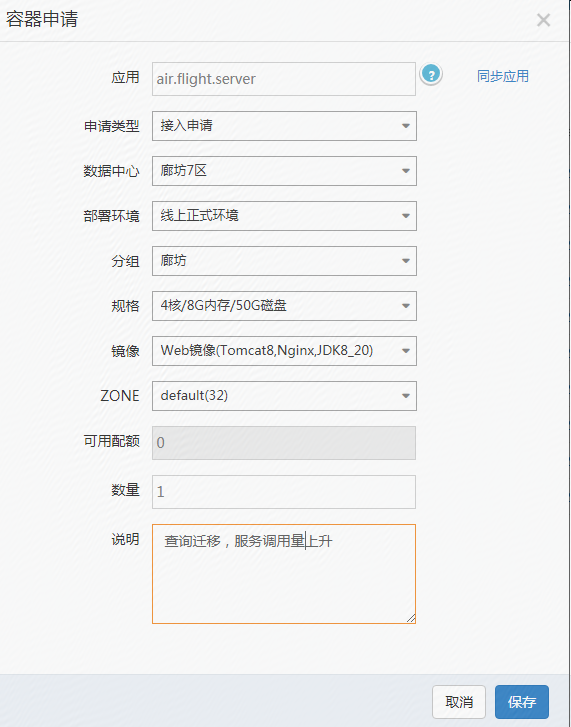 容器申请
应用 air.flight.server ? 同步应用
申请类型 接入申请
数据中心 廊坊7区
部署环境 线上正式环境
分组 廊坊
规格 4核/8G内存/50G磁盘
镜像 Web镜像(Tomcat8,Nginx,JDK8_20)
ZONE default(32)
可用配额 0
数量 1
说明 查询迁移，服务调用量上升
取消 保存